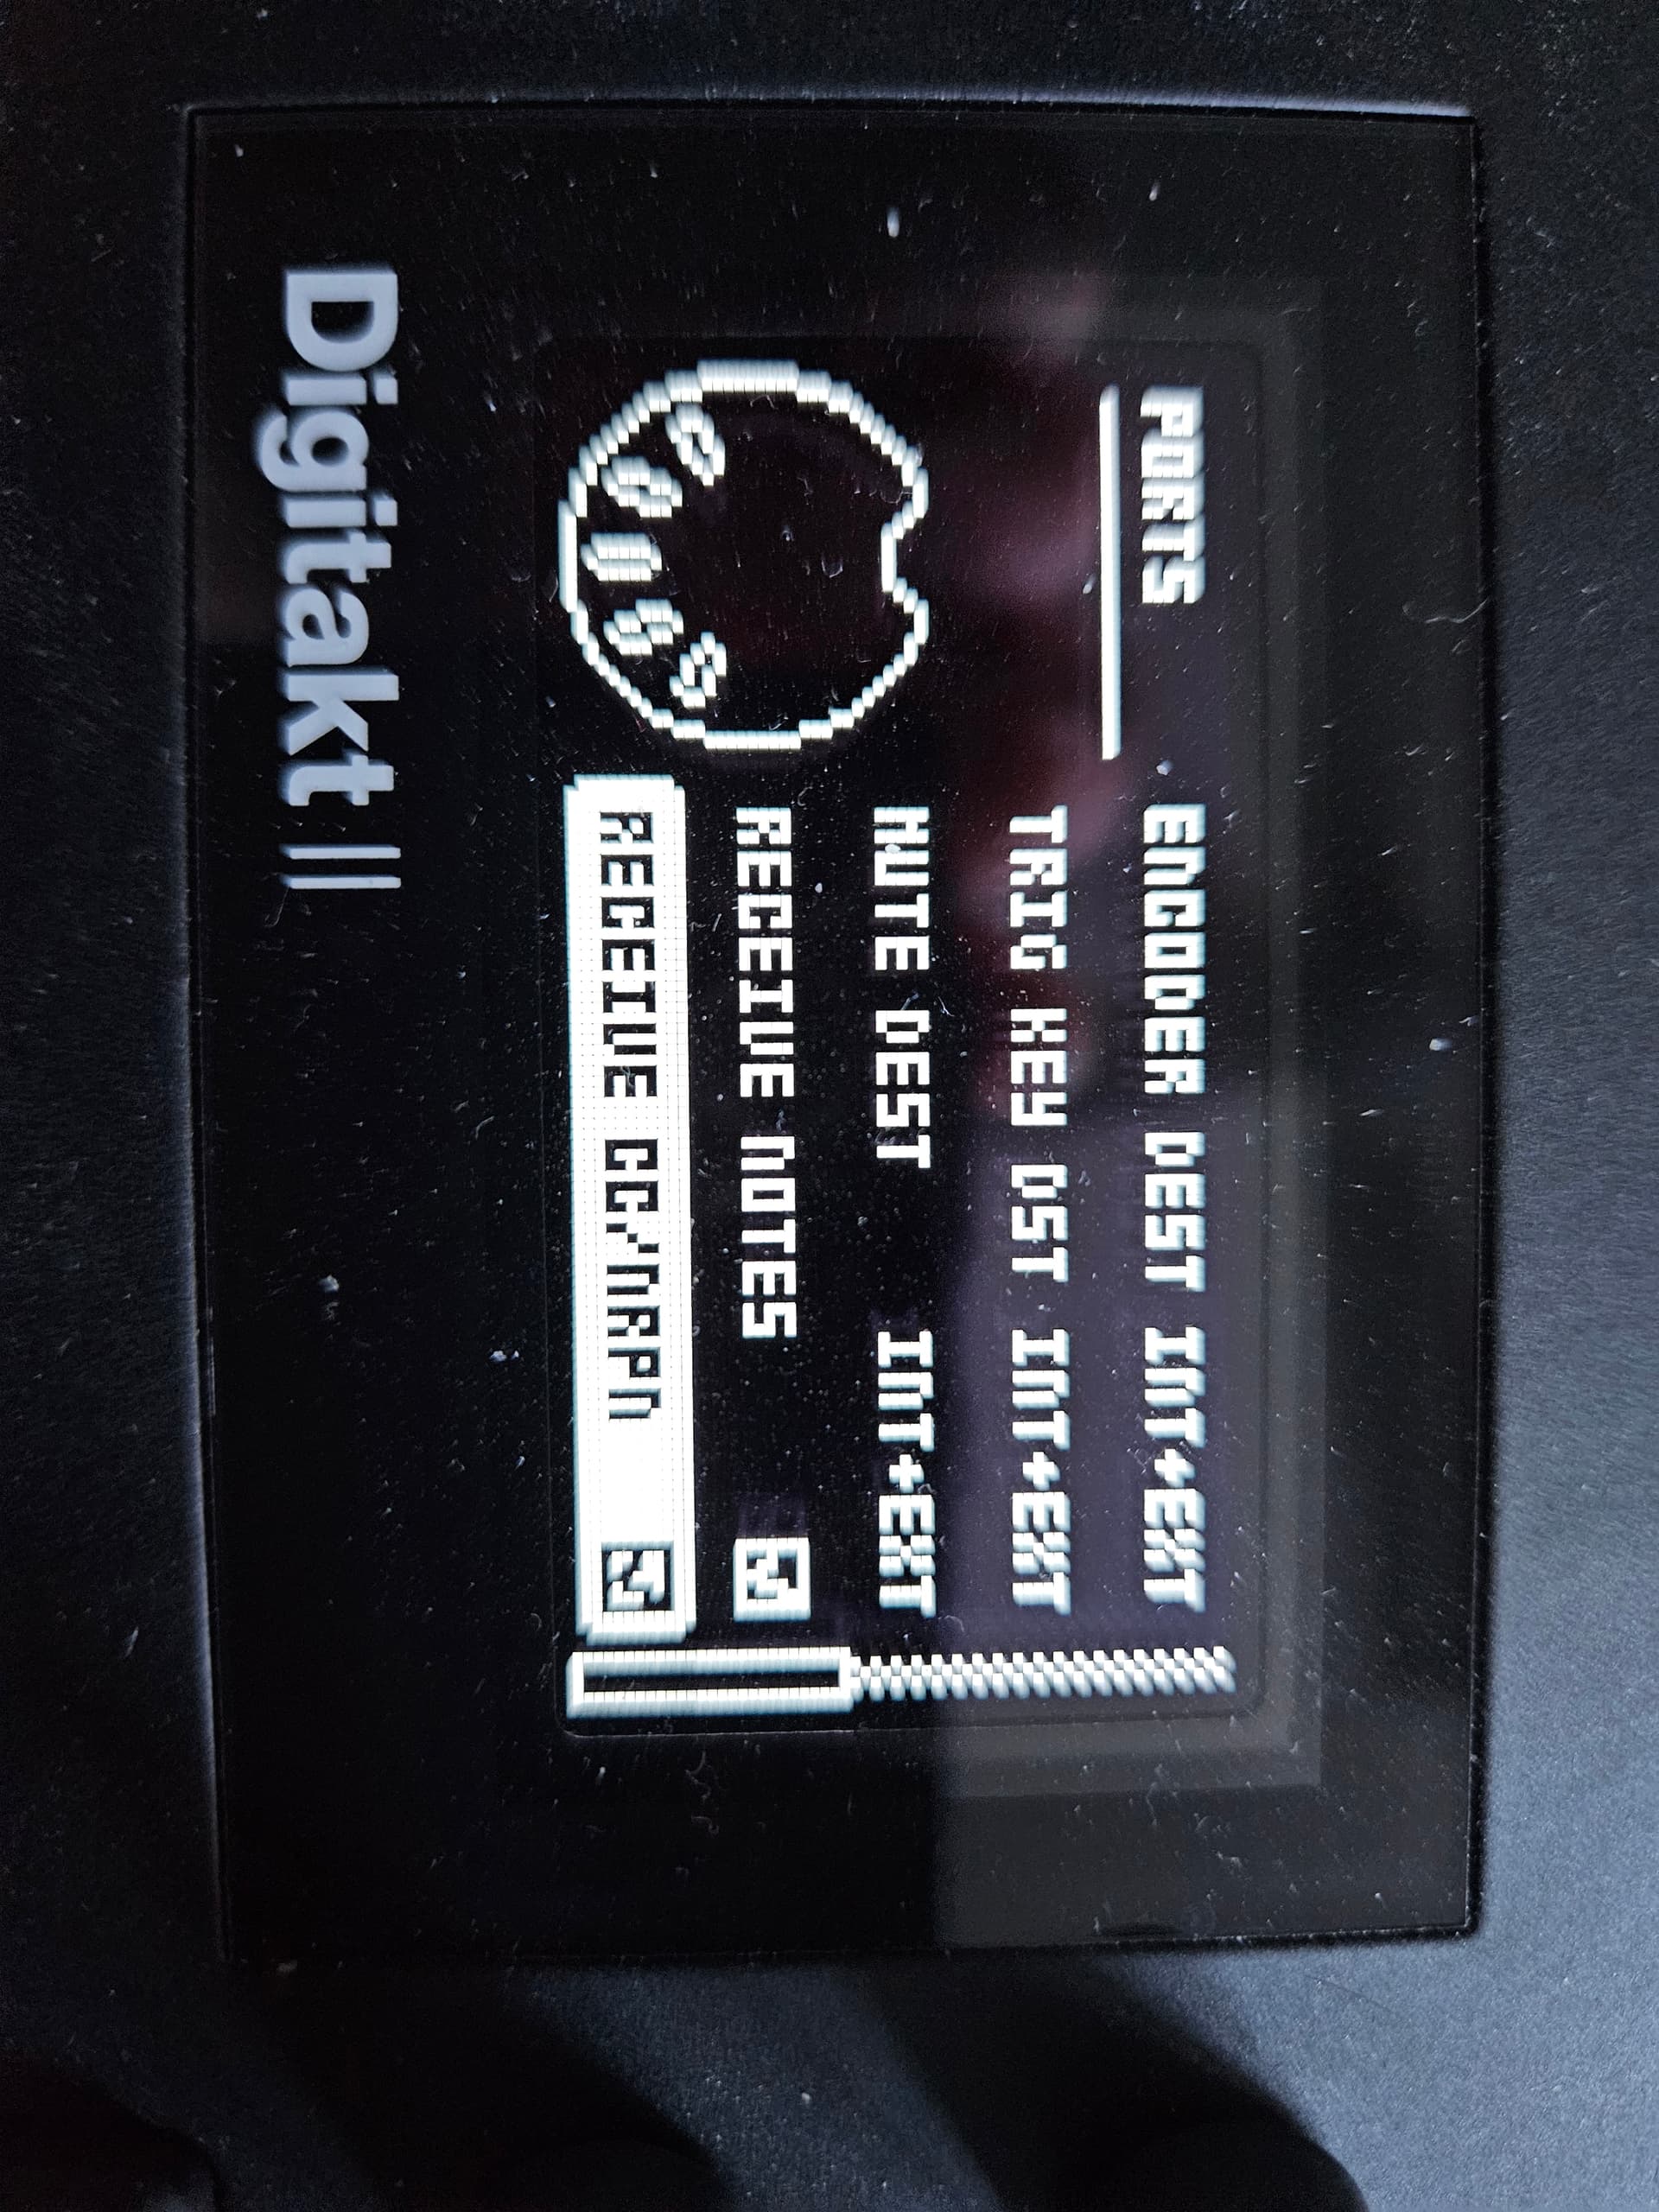 PORTS
ENCODER DEST INT+EXT
TRIG KEY DST INT+EXT
MUTE DEST INT+EXT
RECEIVE NOTES
RECEIVE CC/NRPN
Digitakt II